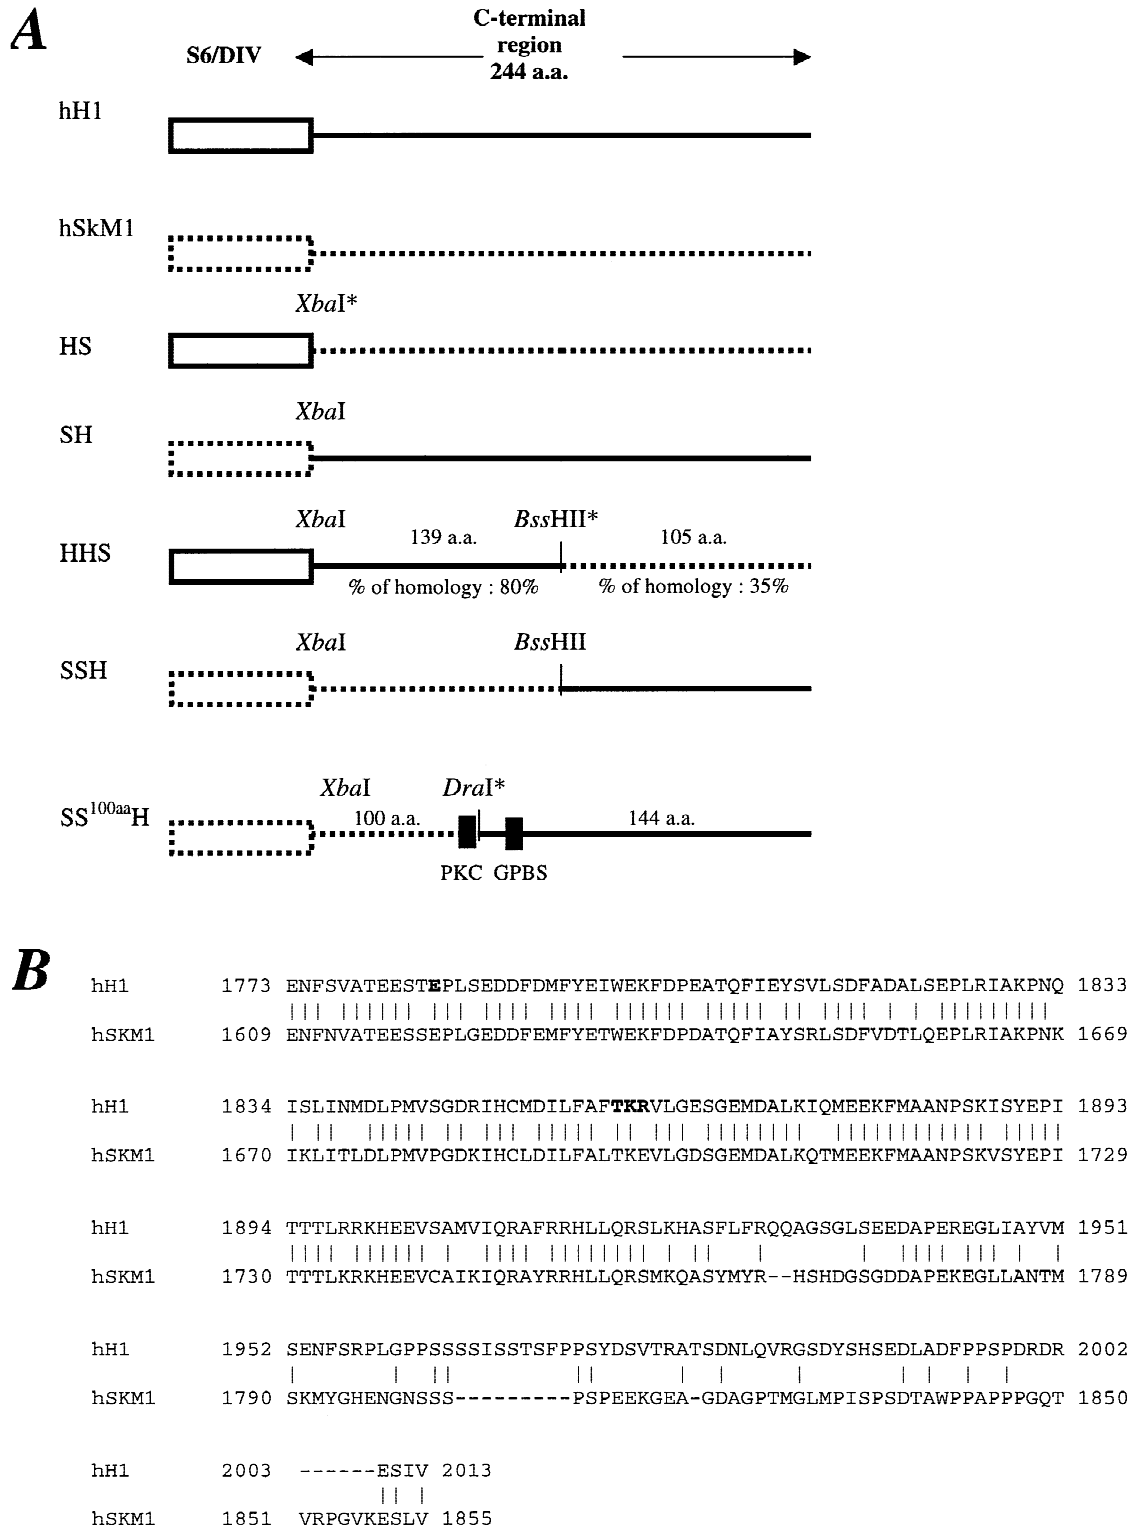 A
C-terminal
region
S6/DIV
244 a.a.
hH1
hSkM1
XbaI*
HS
XbaI
SH
XbaI BssHII*
139 a.a. 105 a.a.
HHS
% of homology : 80% % of homology : 35%
XbaI BssHII
SSH
XbaI DraI*
SS100aaH 100 a.a. 144 a.a.
PKC GPBS
B
hH1 1773 ENFSVATEESTEPLSEDDFDMFYEIWEKFDPEATQFIEYSVLSDFADALSEPLRIAKPNQ 1833
hSKM1 1609 ENFNVATEESSEPLGEDDFEMFYETWEKFDPDATQFIAYSRLSDFVDTLQEPLRIAKPNK 1669
hH1 1834 ISLINMDLPMVSGDRIHCMDILFAFTKRVLGESGEMDALKIQMEEKFMAANPSKISYEPI 1893
hSKM1 1670 IKLITLDLPMVPGDKIHCLDILFALTKEVLGDSGEMDALKQTMEEKFMAANPSKVSYEPI 1729
hH1 1894 TTTLRRKHEEVSAMVIQRAFRRHLLQRSLKHASFLFRQQAGSGLSEEDAPEREGLIAYVM 1951
hSKM1 1730 TTTLKRKHEEVCAIKIQRAYRRHLLQRSMKQASYMYR--HSHDGSGDDAPEKEGLLANTM 1789
hH1 1952 SENFSRPLGPPSSSSISSTSFPPSYDSVTRATSDNLQVRGSDYSHSEDLADFPPSPDRDR 2002
hSKM1 1790 SKMYGHENGNSSS---------PSPEEKGEA-GDAGPTMGLMPISPSDTAWPPAPPPGQT 1850
hH1 2003 ------ESIV 2013
hSKM1 1851 VRPGVKESLV 1855